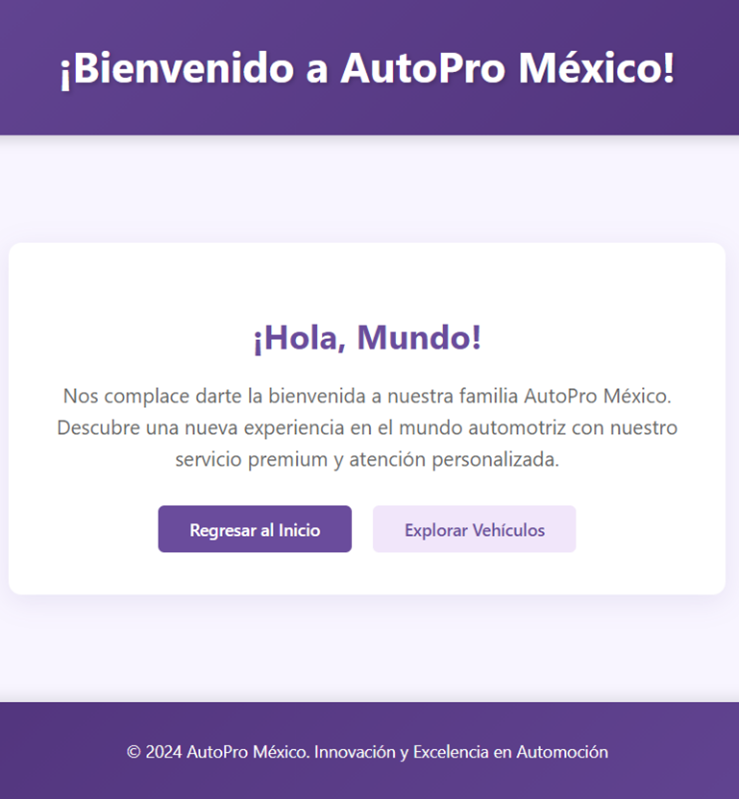 ¡Bienvenido a AutoPro México!
¡Hola, Mundo!
Nos complace darte la bienvenida a nuestra familia AutoPro México.
Descubre una nueva experiencia en el mundo automotriz con nuestro
servicio premium y atención personalizada.
Regresar al Inicio
Explorar Vehículos
© 2024 AutoPro México. Innovación y Excelencia en Automoción